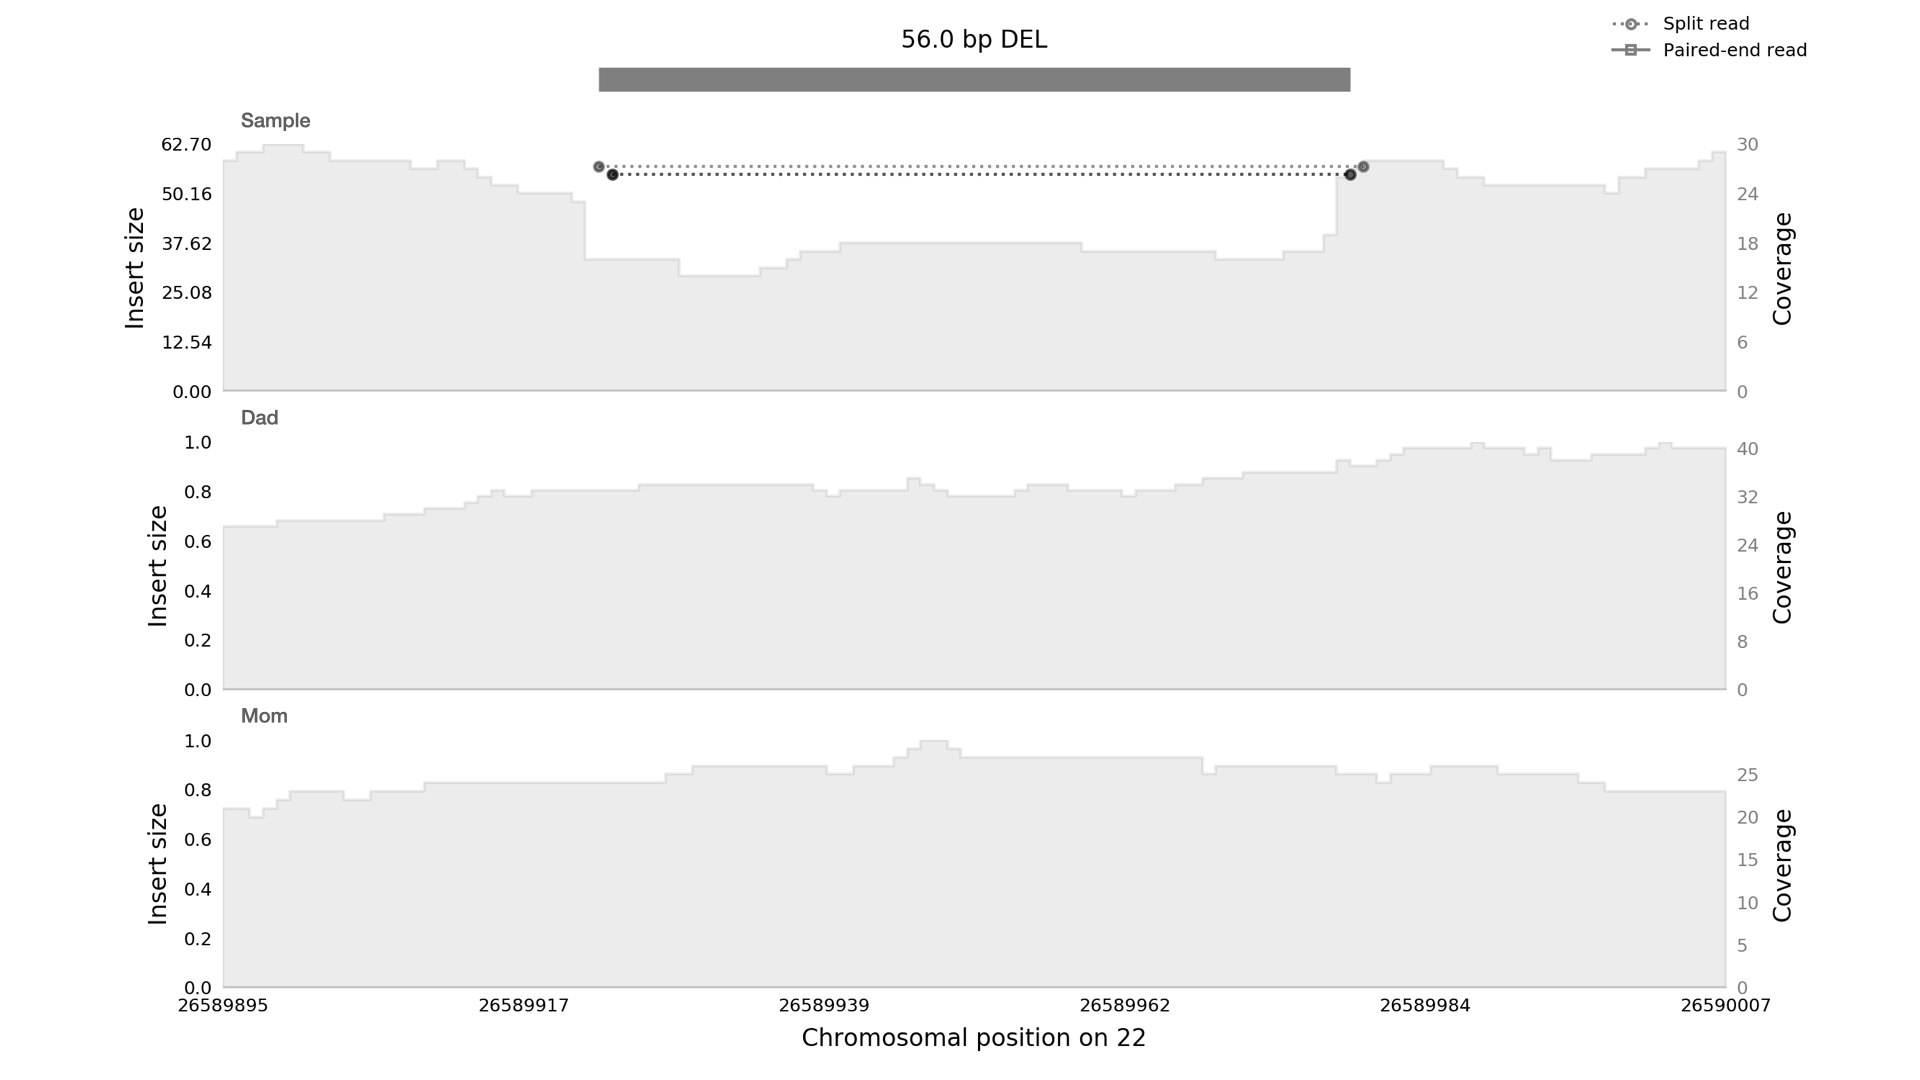 56.0 bp DEL
Split read
Paired-end read
Sample
62.70
50.16
37.62
25.08
12.54
0.00
Insert size
30
24
18
12
6
0
Coverage
Dad
1.0
0.8
0.6
0.4
0.2
0.0
Insert size
40
32
24
16
8
0
Coverage
Mom
1.0
0.8
0.6
0.4
0.2
0.0
Insert size
25
20
15
10
5
0
Coverage
26589895 26589917 26589939 26589962 26589984 26590007
Chromosomal position on 22